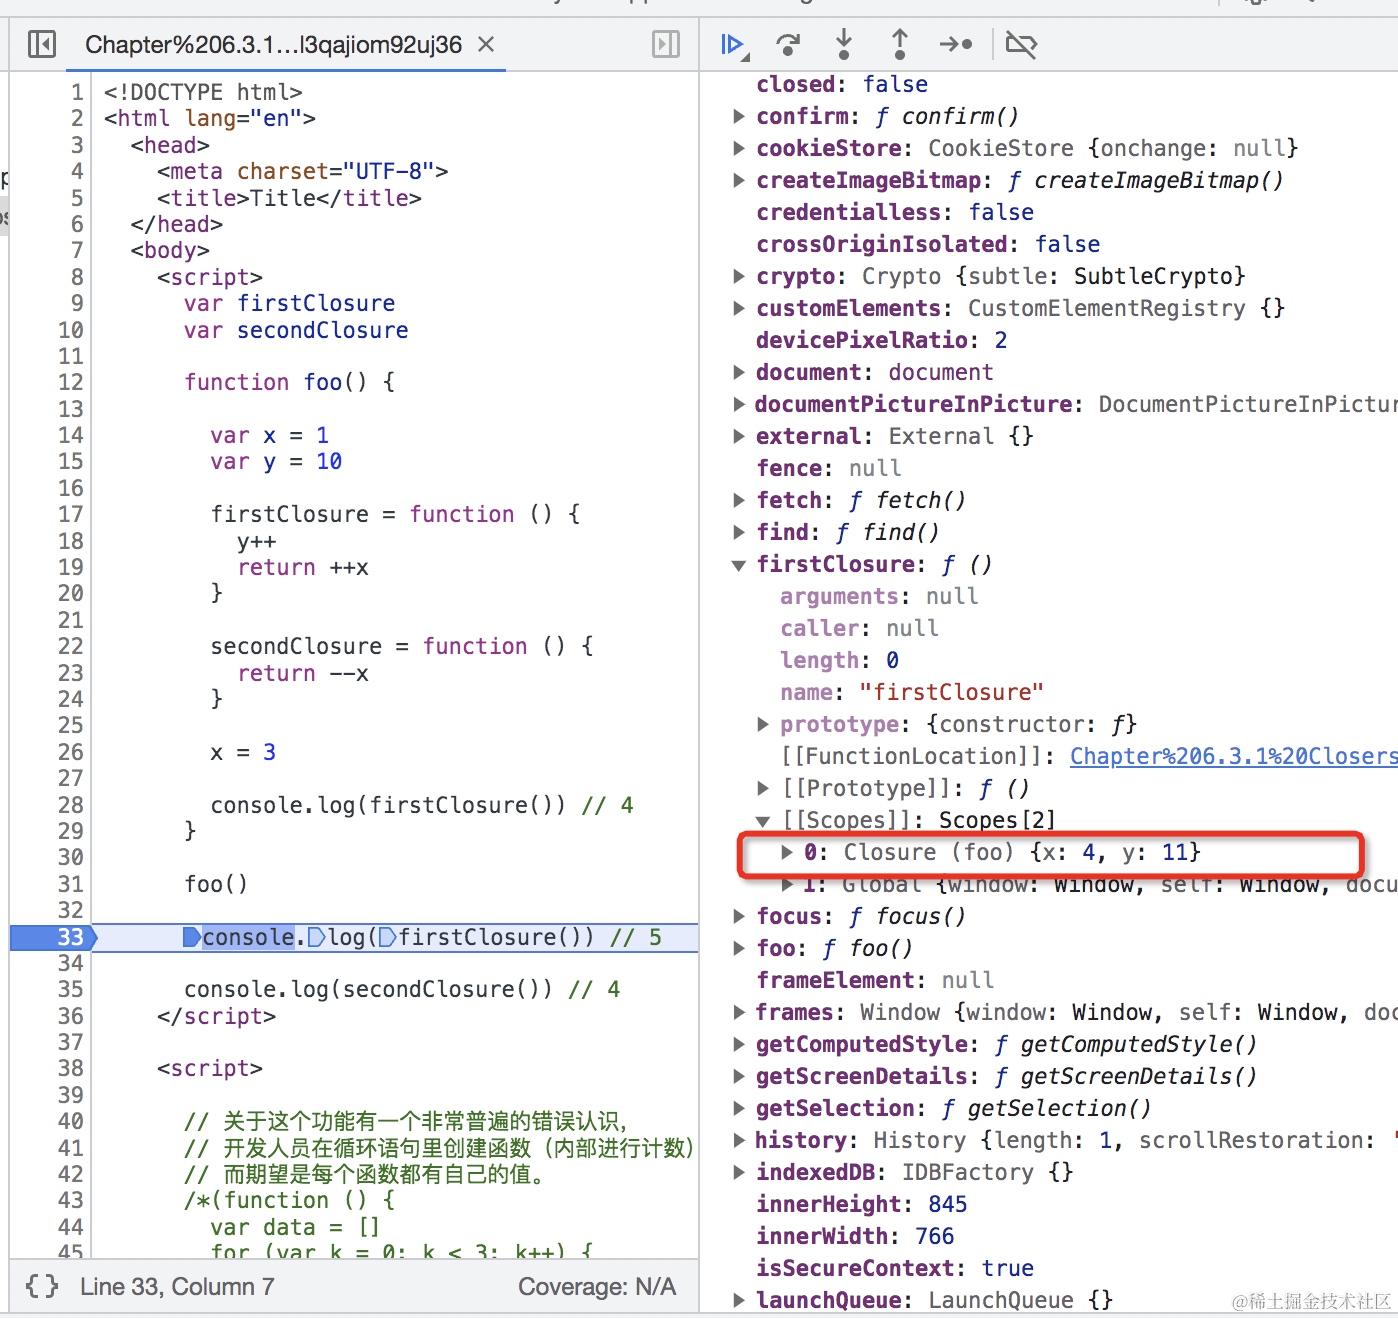 Chapter%206.3.1...l3qajiom92uj36 ×
1 <!DOCTYPE html>
2 <html lang="en">
3 <head>
4 <meta charset="UTF-8">
5 <title>Title</title>
6 </head>
7 <body>
8 <script>
9 var firstClosure
10 var secondClosure
11
12 function foo() {
13
14 var x = 1
15 var y = 10
16
17 firstClosure = function () {
18 y++
19 return ++x
20 }
21
22 secondClosure = function () {
23 return --x
24 }
25
26 x = 3
27
28 console.log(firstClosure()) // 4
29 }
30
31 foo()
32
33 console.log(firstClosure()) // 5
34
35 console.log(secondClosure()) // 4
36 </script>
37
38 <script>
39
40 // 关于这个功能有一个非常普遍的错误认识,
41 // 开发人员在循环语句里创建函数（内部进行计数）
42 // 而期望是每个函数都有自己的值。
43 /*(function () {
44 var data = []
45 for (var k = 0; k < 3; k++) {
{} Line 33, Column 7
Coverage: N/A
closed: false
confirm: ƒ confirm()
cookieStore: CookieStore {onchange: null}
createImageBitmap: ƒ createImageBitmap()
credentialless: false
crossOriginIsolated: false
crypto: Crypto {subtle: SubtleCrypto}
customElements: CustomElementRegistry {}
devicePixelRatio: 2
document: document
documentPictureInPicture: DocumentPictureInPictur
external: External {}
fence: null
fetch: ƒ fetch()
find: ƒ find()
firstClosure: ƒ ()
arguments: null
caller: null
length: 0
name: "firstClosure"
prototype: {constructor: ƒ}
[[FunctionLocation]]: Chapter%206.3.1%20Closers
[[Prototype]]: ƒ ()
[[Scopes]]: Scopes[2]
0: Closure (foo) {x: 4, y: 11}
1: Global {window: Window, self: Window, docu
focus: ƒ focus()
foo: ƒ foo()
frameElement: null
frames: Window {window: Window, self: Window, doc
getComputedStyle: ƒ getComputedStyle()
getScreenDetails: ƒ getScreenDetails()
getSelection: ƒ getSelection()
history: History {length: 1, scrollRestoration: '
indexedDB: IDBFactory {}
innerHeight: 845
innerWidth: 766
isSecureContext: true
launchQueue: LaunchQueue {}
@稀土掘金技术社区